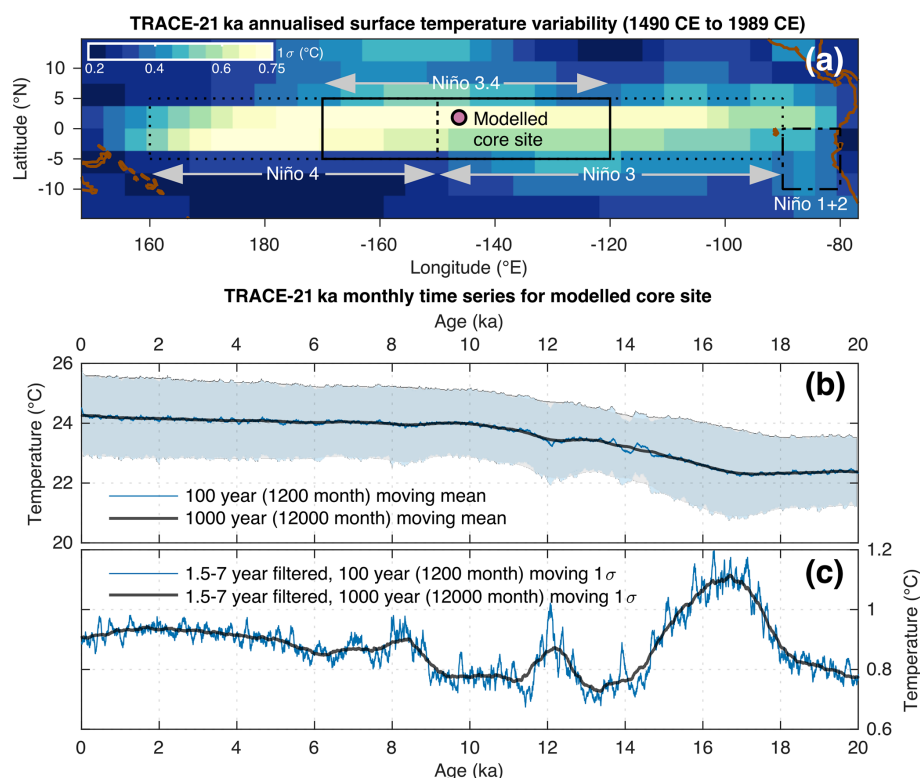 TRACE-21 ka annualised surface temperature variability (1490 CE to 1989 CE)
1σ (°C)
0.2 0.4 0.6 0.75
(a)
Niño 3.4
Modelled
core site
Niño 4
Niño 3
Niño 1+2
10
5
0
-5
-10
Latitude (°N)
160 180 -160 -140 -120 -100 -80
Longitude (°E)
TRACE-21 ka monthly time series for modelled core site
Age (ka)
0 2 4 6 8 10 12 14 16 18 20
26
24
22
20
Temperature (°C)
(b)
100 year (1200 month) moving mean
1000 year (12000 month) moving mean
1.5-7 year filtered, 100 year (1200 month) moving 1σ
1.5-7 year filtered, 1000 year (12000 month) moving 1σ
(c)
1.2
1
0.8
0.6
Temperature (°C)
0 2 4 6 8 10 12 14 16 18 20
Age (ka)